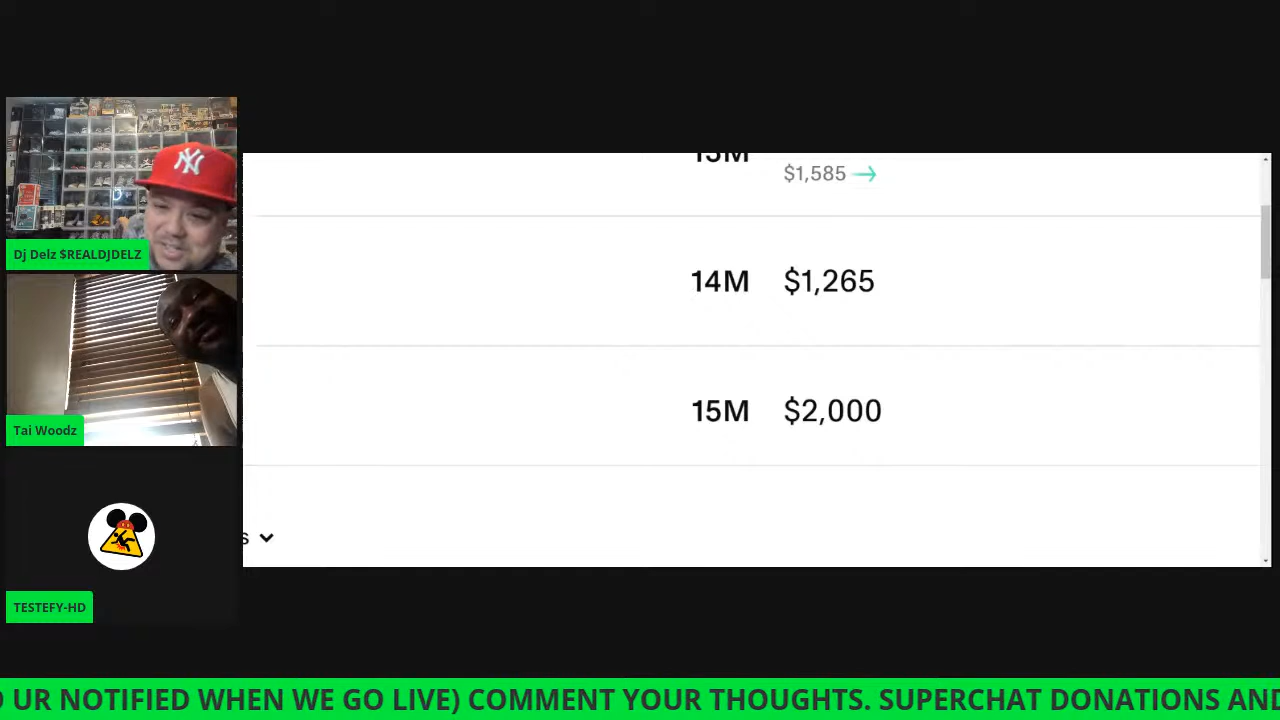 NY
Dj Delz $REALDJDELZ
Tai Woodz
TESTEFY-HD
$1,585
14M $1,265
15M $2,000
UR NOTIFIED WHEN WE GO LIVE) COMMENT YOUR THOUGHTS. SUPERCHAT DONATIONS AND